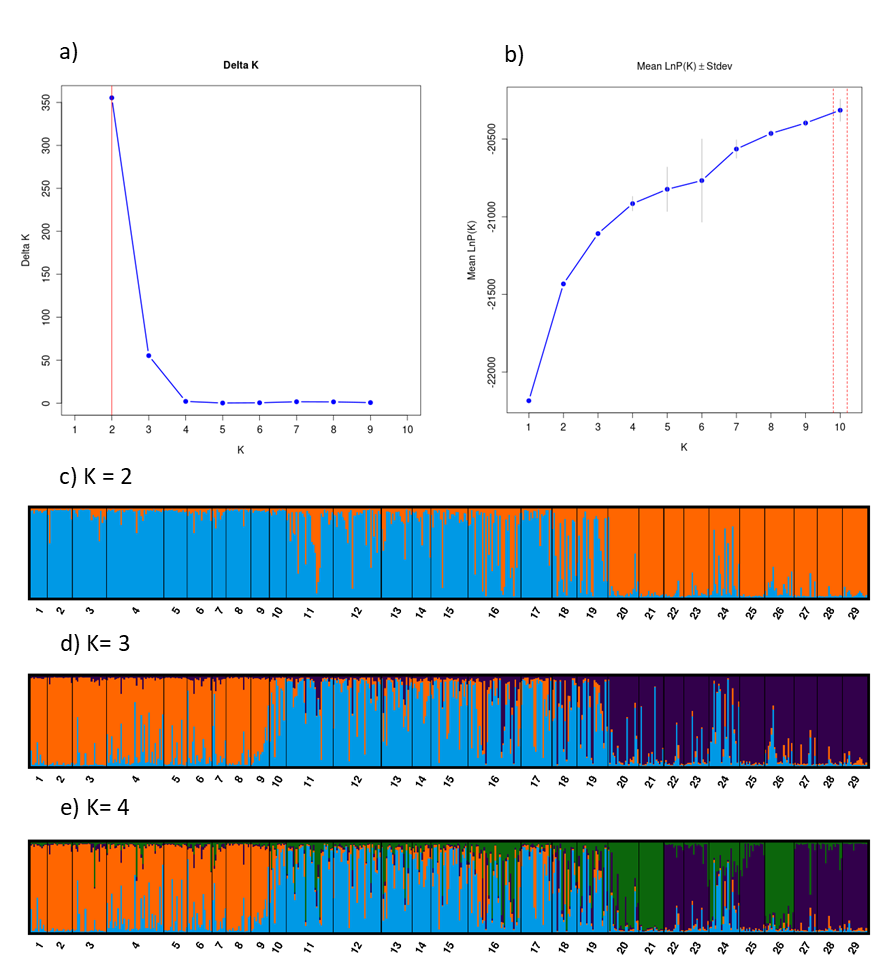 a)
Delta K
350
300
250
200
150
100
50
0
Delta K
1 2 3 4 5 6 7 8 9 10
K
b)
Mean LnP(K) ± Stdev
-20500
-21000
-21500
-22000
Mean LnP(K)
1 2 3 4 5 6 7 8 9 10
K
c) K = 2
1 2 3 4 5 6 7 8 9 10 11 12 13 14 15 16 17 18 19 20 21 22 23 24 25 26 27 28 29
d) K= 3
1 2 3 4 5 6 7 8 9 10 11 12 13 14 15 16 17 18 19 20 21 22 23 24 25 26 27 28 29
e) K= 4
1 2 3 4 5 6 7 8 9 10 11 12 13 14 15 16 17 18 19 20 21 22 23 24 25 26 27 28 29